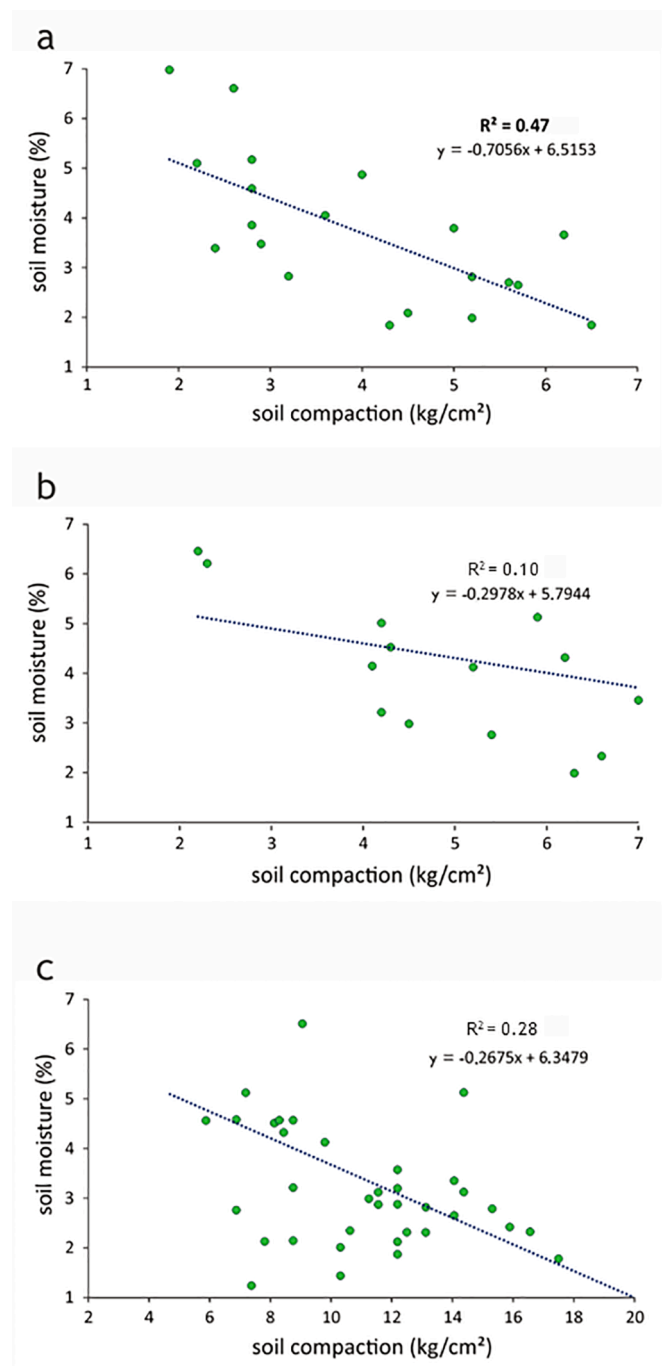 a
7
6
5
4
3
2
1
soil moisture (%)
R² = 0.47
y = -0.7056x + 6.5153
1 2 3 4 5 6 7
soil compaction (kg/cm²)
b
7
6
5
4
3
2
1
soil moisture (%)
R² = 0.10
y = -0.2978x + 5.7944
1 2 3 4 5 6 7
soil compaction (kg/cm²)
c
7
6
5
4
3
2
1
soil moisture (%)
R² = 0.28
y = -0.2675x + 6.3479
2 4 6 8 10 12 14 16 18 20
soil compaction (kg/cm²)